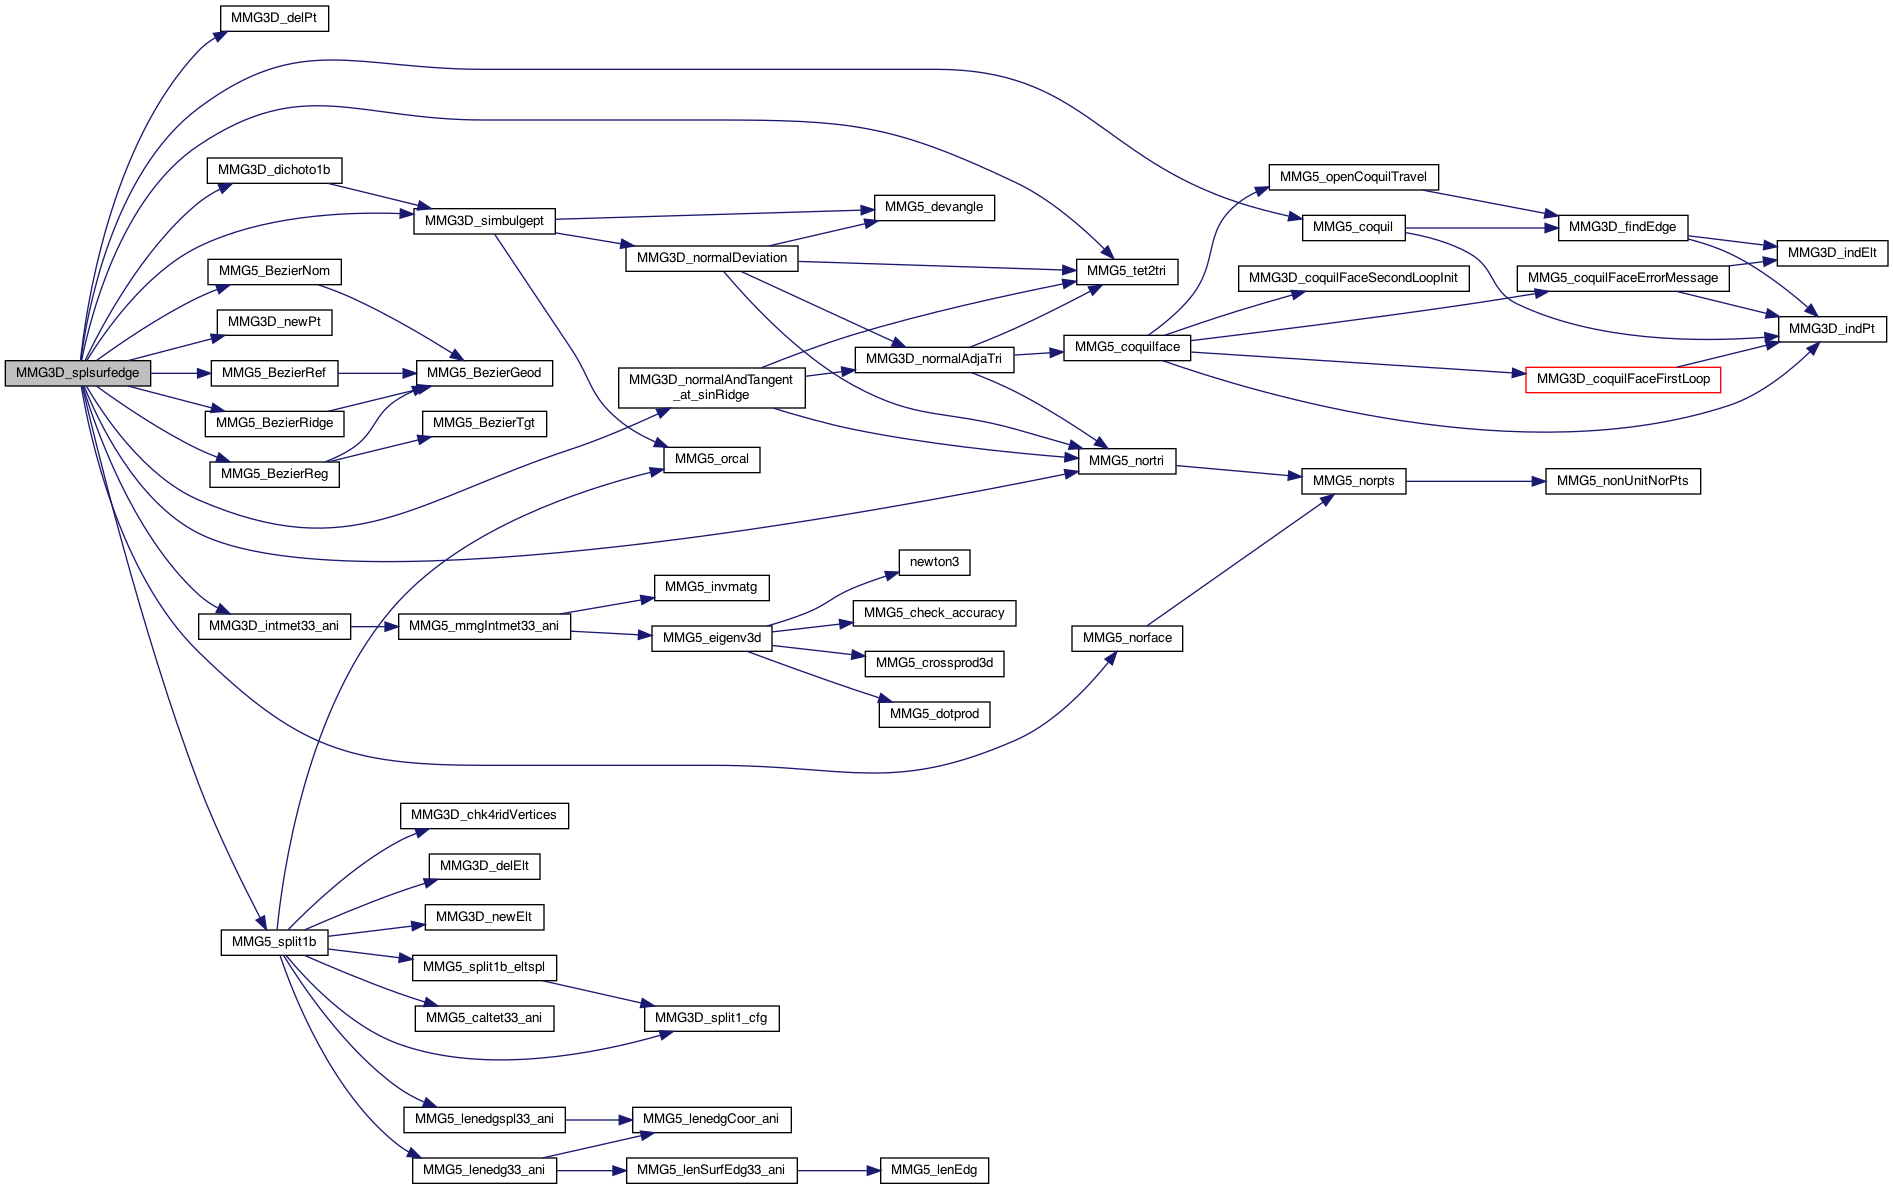 MMG3D_splsurfedge
MMG3D_delPt
MMG3D_dichoto1b
MMG3D_simbulgept
MMG5_BezierNom
MMG3D_newPt
MMG5_BezierRef
MMG5_BezierGeod
MMG5_BezierRidge
MMG5_BezierReg
MMG5_BezierTgt
MMG5_devangle
MMG3D_normalDeviation
MMG5_tet2tri
MMG3D_normalAdjaTri
MMG3D_normalAndTangent
_at_sinRidge
MMG5_orcal
MMG5_nortri
MMG5_coquilface
MMG5_openCoquilTravel
MMG5_coquil
MMG3D_coquilFaceSecondLoopInit
MMG5_coquilFaceErrorMessage
MMG3D_findEdge
MMG3D_indElt
MMG3D_indPt
MMG3D_coquilFaceFirstLoop
MMG5_norpts
MMG5_nonUnitNorPts
MMG3D_intmet33_ani
MMG5_mmgIntmet33_ani
MMG5_invmatg
MMG5_eigenv3d
newton3
MMG5_check_accuracy
MMG5_crossprod3d
MMG5_dotprod
MMG5_norface
MMG5_split1b
MMG3D_chk4ridVertices
MMG3D_delElt
MMG3D_newElt
MMG5_split1b_eltspl
MMG5_caltet33_ani
MMG3D_split1_cfg
MMG5_lenedgspl33_ani
MMG5_lenedgCoor_ani
MMG5_lenedg33_ani
MMG5_lenSurfEdg33_ani
MMG5_lenEdg